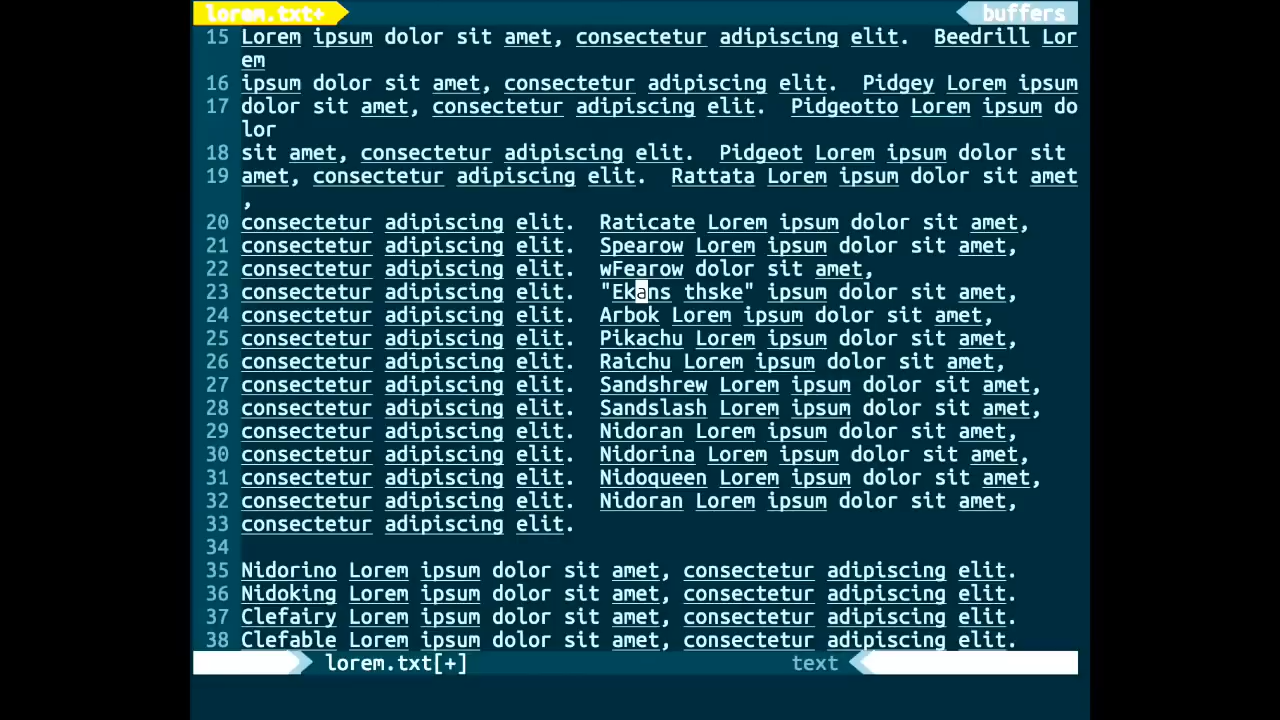 lorem.txt+ buffers
15 Lorem ipsum dolor sit amet, consectetur adipiscing elit.  Beedrill Lor
em
16 ipsum dolor sit amet, consectetur adipiscing elit.  Pidgey Lorem ipsum
17 dolor sit amet, consectetur adipiscing elit.  Pidgeotto Lorem ipsum do
lor
18 sit amet, consectetur adipiscing elit.  Pidgeot Lorem ipsum dolor sit
19 amet, consectetur adipiscing elit.  Rattata Lorem ipsum dolor sit amet
,
20 consectetur adipiscing elit.  Raticate Lorem ipsum dolor sit amet,
21 consectetur adipiscing elit.  Spearow Lorem ipsum dolor sit amet,
22 consectetur adipiscing elit.  wFearow dolor sit amet,
23 consectetur adipiscing elit.  "Ekans thske" ipsum dolor sit amet,
24 consectetur adipiscing elit.  Arbok Lorem ipsum dolor sit amet,
25 consectetur adipiscing elit.  Pikachu Lorem ipsum dolor sit amet,
26 consectetur adipiscing elit.  Raichu Lorem ipsum dolor sit amet,
27 consectetur adipiscing elit.  Sandshrew Lorem ipsum dolor sit amet,
28 consectetur adipiscing elit.  Sandslash Lorem ipsum dolor sit amet,
29 consectetur adipiscing elit.  Nidoran Lorem ipsum dolor sit amet,
30 consectetur adipiscing elit.  Nidorina Lorem ipsum dolor sit amet,
31 consectetur adipiscing elit.  Nidoqueen Lorem ipsum dolor sit amet,
32 consectetur adipiscing elit.  Nidoran Lorem ipsum dolor sit amet,
33 consectetur adipiscing elit.
34
35 Nidorino Lorem ipsum dolor sit amet, consectetur adipiscing elit.
36 Nidoking Lorem ipsum dolor sit amet, consectetur adipiscing elit.
37 Clefairy Lorem ipsum dolor sit amet, consectetur adipiscing elit.
38 Clefable Lorem ipsum dolor sit amet, consectetur adipiscing elit.
lorem.txt[+] text